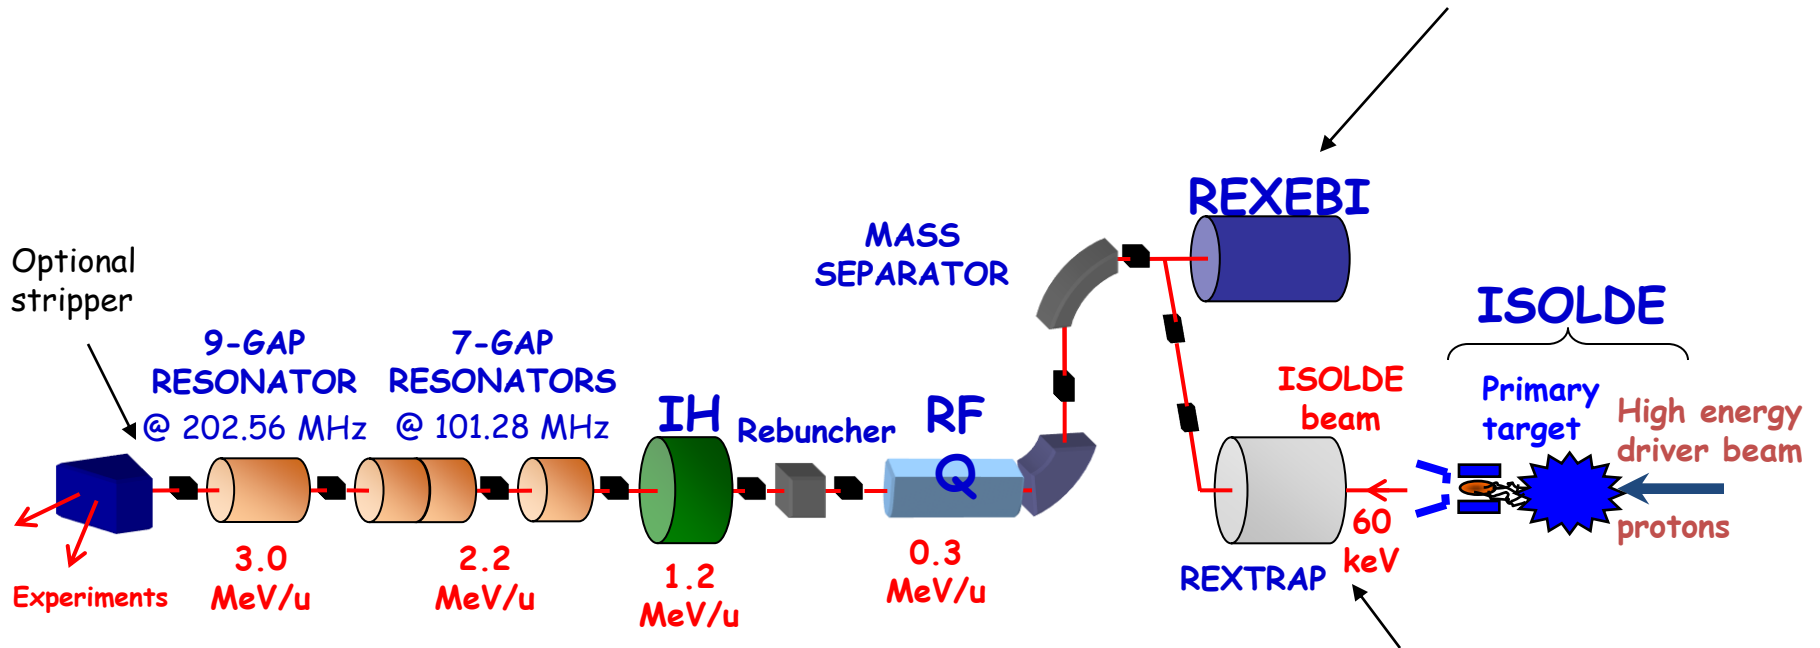 REXEBI
MASS
SEPARATOR
Optional
stripper
ISOLDE
9-GAP
RESONATOR
@ 202.56 MHz
7-GAP
RESONATORS
@ 101.28 MHz
IH
Rebuncher
RF
Q
ISOLDE
beam
Primary
target
High energy
driver beam
protons
60
keV
REXTRAP
0.3
MeV/u
1.2
MeV/u
2.2
MeV/u
3.0
MeV/u
Experiments